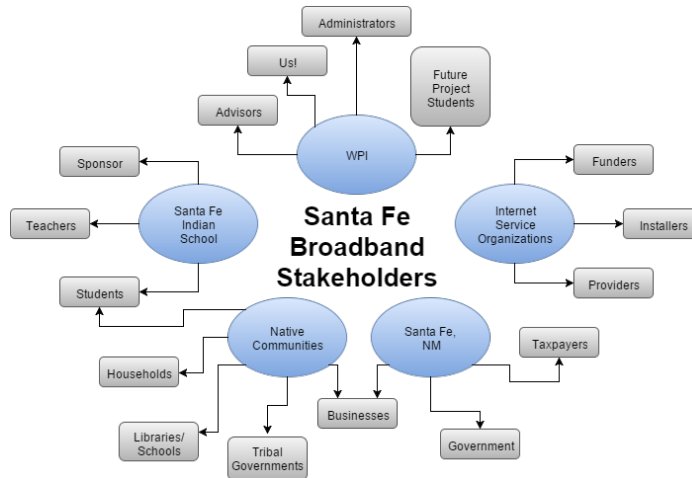 Administrators
Us!
Future
Project
Students
Advisors
WPI
Sponsor
Funders
Santa Fe
Indian
School
Santa Fe
Broadband
Stakeholders
Internet
Service
Organizations
Teachers
Installers
Students
Providers
Native
Communities
Santa Fe,
NM
Taxpayers
Households
Businesses
Libraries/
Schools
Tribal
Governments
Government